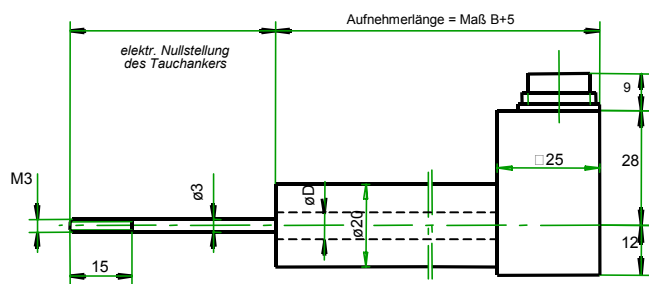 Aufnehmerlänge = Maß B+5
elektr. Nullstellung
des Tauchankers
9
□25
28
M3
ø3
øD
ø20
12
15